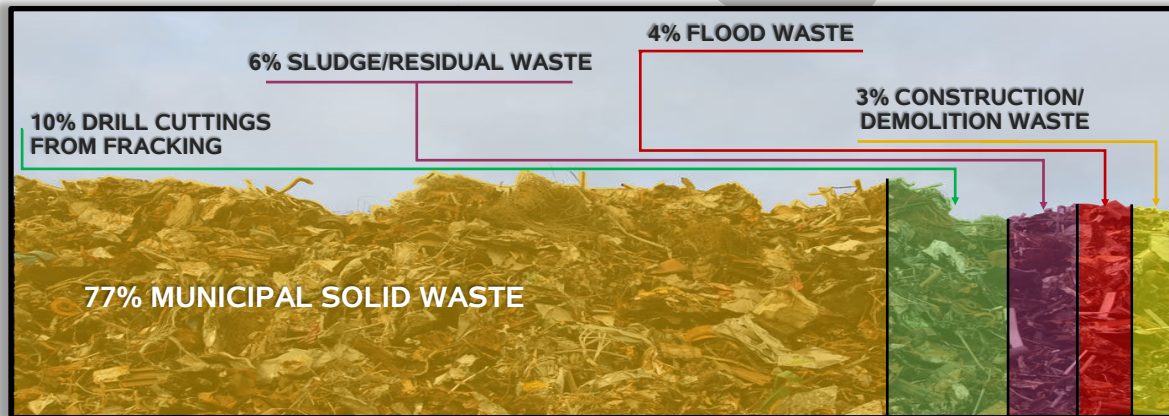 4% FLOOD WASTE
6% SLUDGE/RESIDUAL WASTE
3% CONSTRUCTION/
DEMOLITION WASTE
10% DRILL CUTTINGS
FROM FRACKING
77% MUNICIPAL SOLID WASTE